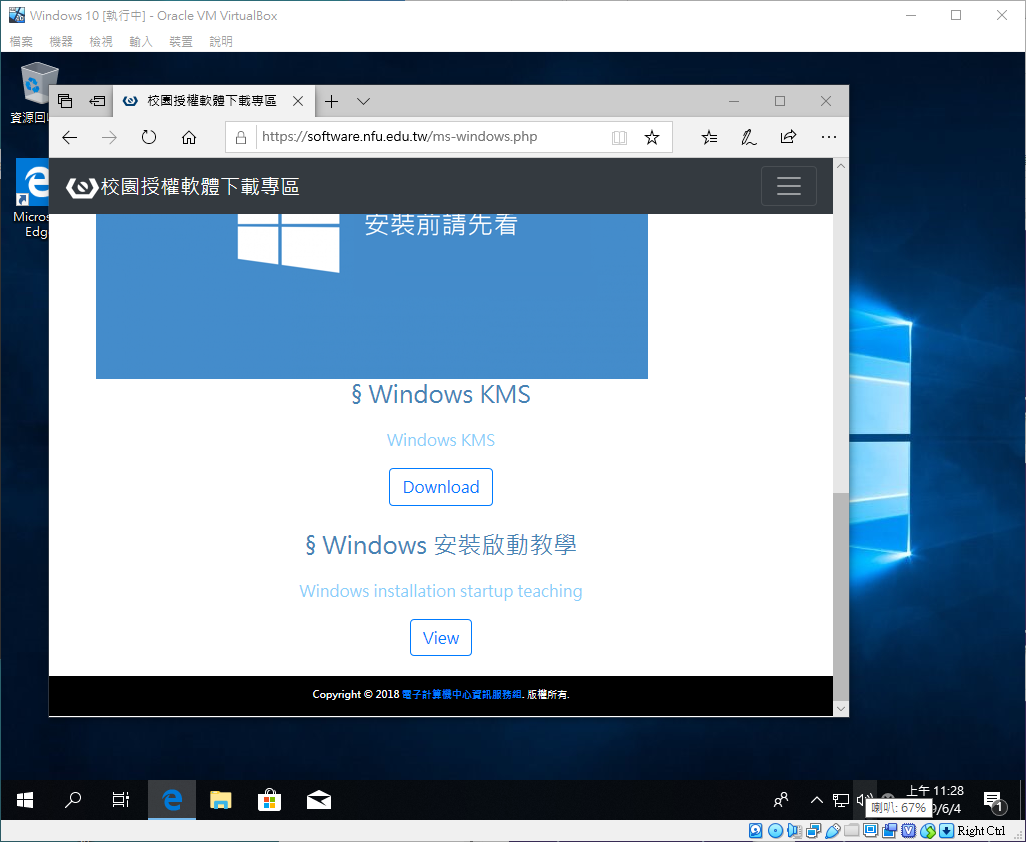 Windows 10 [執行中] - Oracle VM VirtualBox
檔案 機器 檢視 輸入 裝置 說明
資源回
校園授權軟體下載專區
https://software.nfu.edu.tw/ms-windows.php
校園授權軟體下載專區
Micros
Edg
安裝前請先看
§ Windows KMS
Windows KMS
Download
§ Windows 安裝啟動教學
Windows installation startup teaching
View
Copyright © 2018 電子計算機中心資訊服務組. 版權所有.
上午 11:28
喇叭: 67%
9/6/4
1
Right Ctrl